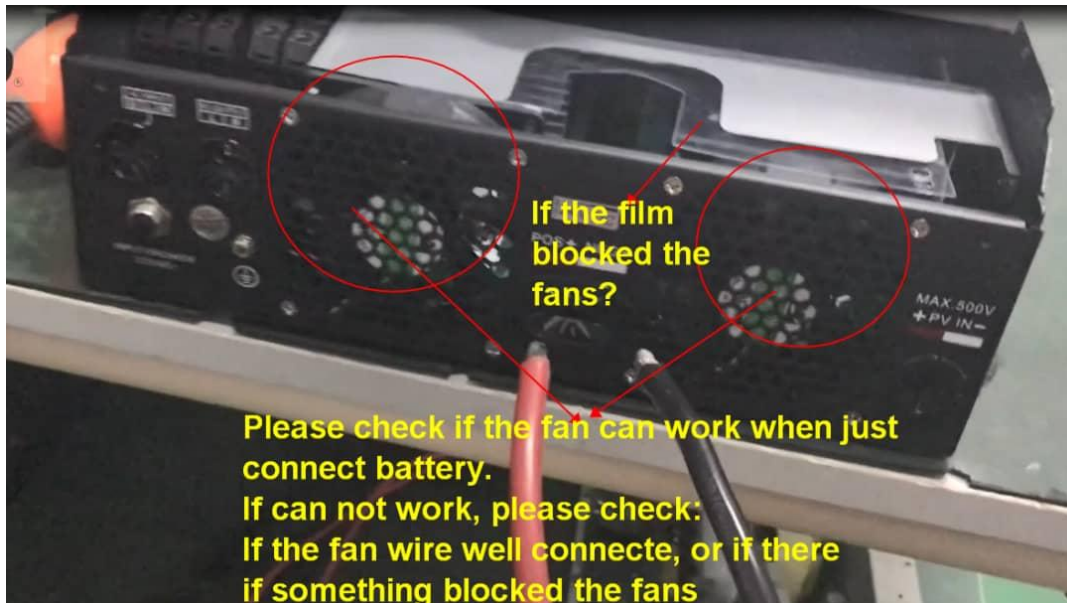 If the film
blocked the
fans?
MAX.500V
+PV IN-
Please check if the fan can work when just
connect battery.
If can not work, please check:
If the fan wire well connecte, or if there
if something blocked the fans